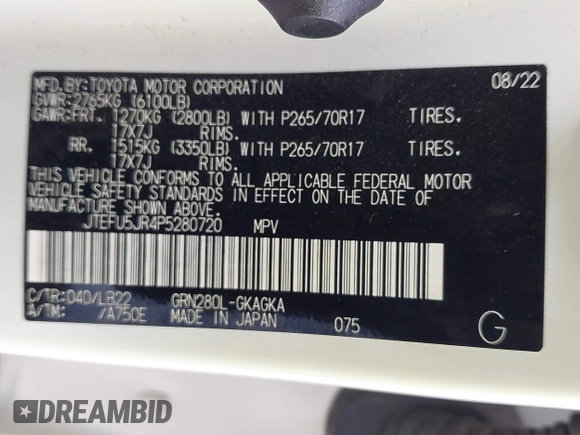 MFD. BY: TOYOTA MOTOR CORPORATION 08/22
GVWR: 2765KG (6100LB)
GAWR: FRT. 1270KG (2800LB) WITH P265/70R17 TIRES.
17X7J RIMS.
RR. 1515KG (3350LB) WITH P265/70R17 TIRES.
17X7J RIMS.
THIS VEHICLE CONFORMS TO ALL APPLICABLE FEDERAL MOTOR
VEHICLE SAFETY STANDARDS IN EFFECT ON THE DATE OF
MANUFACTURE SHOWN ABOVE.
JTEFU5JR4P5280720 MPV
C/TR: 040/LB22 GRN280L-GKAGKA
A/TM: /A750E MADE IN JAPAN 075 G
DREAMBID